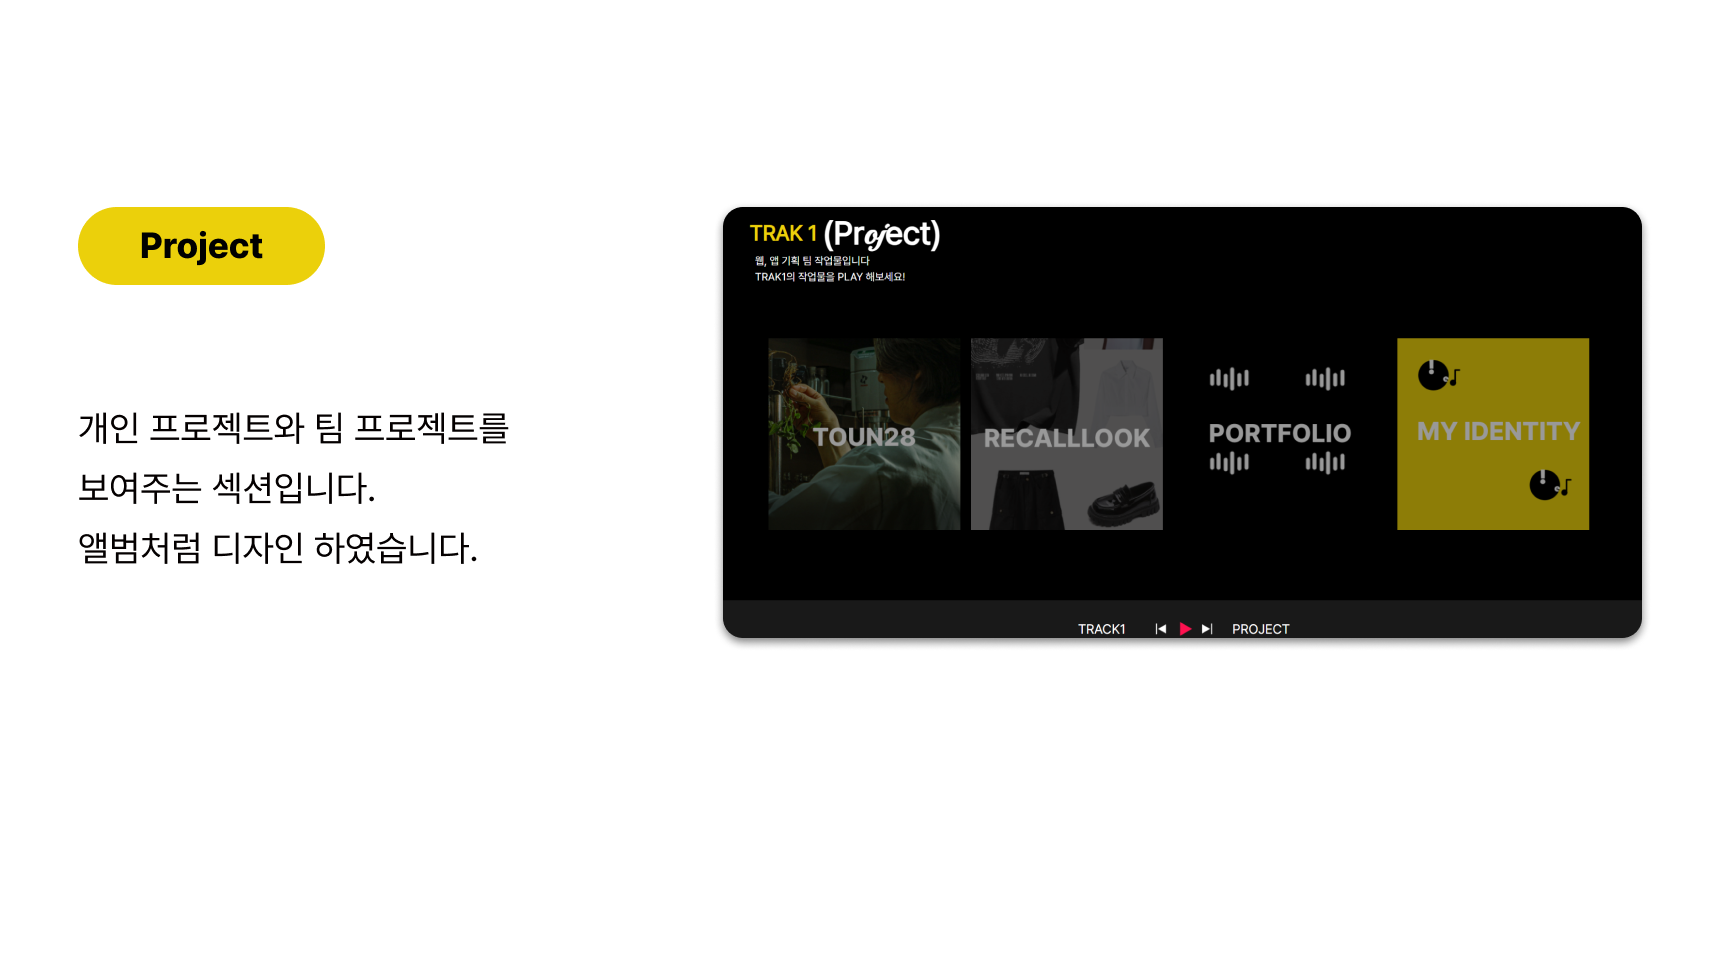 Project
개인 프로젝트와 팀 프로젝트를
보여주는 섹션입니다.
앨범처럼 디자인 하였습니다.
TRAK 1 (Project)
웹, 앱 기획 팀 작업물입니다
TRAK1의 작업물을 PLAY 해보세요!
TOUN28
RECALLLOOK
PORTFOLIO
MY IDENTITY
TRACK1
PROJECT